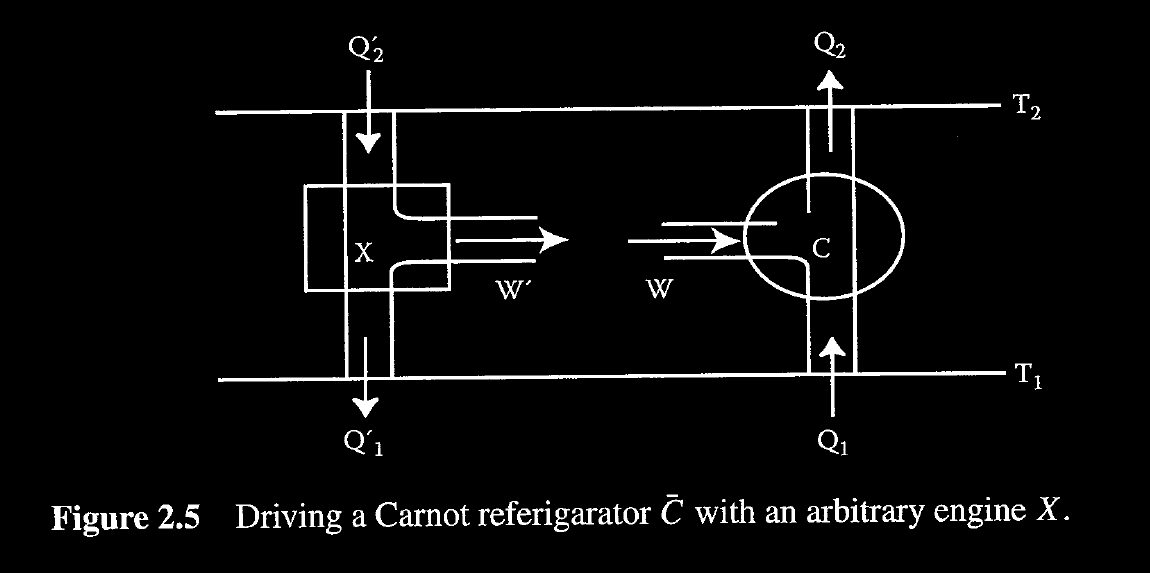 Q′2 Q2
T2
X C
W′ W
T1
Q′1 Q1
Figure 2.5 Driving a Carnot referigarator C̄ with an arbitrary engine X.